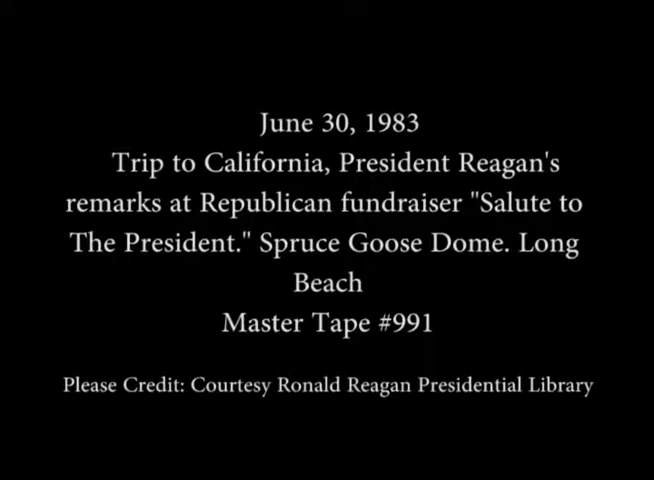 June 30, 1983
Trip to California, President Reagan's
remarks at Republican fundraiser "Salute to
The President." Spruce Goose Dome. Long
Beach
Master Tape #991
Please Credit: Courtesy Ronald Reagan Presidential Library